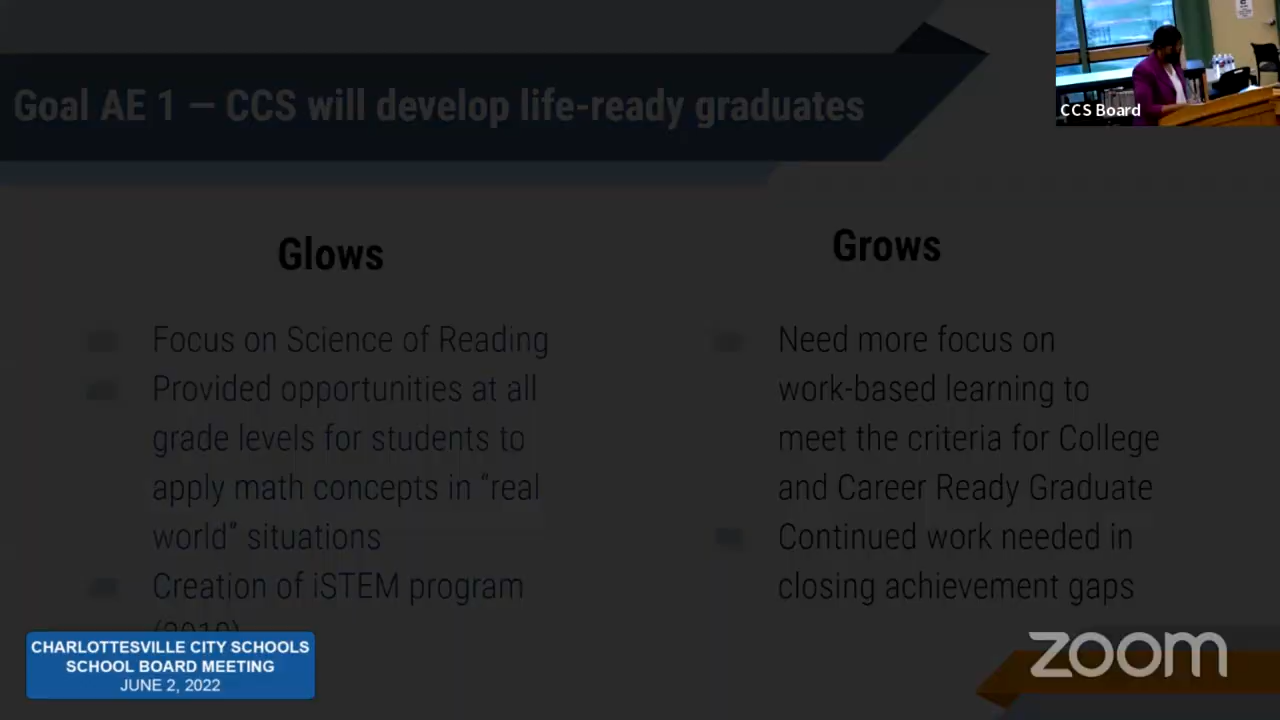 Goal AE 1 — CCS will develop life-ready graduates
CCS Board
Glows
Focus on Science of Reading
Provided opportunities at all
grade levels for students to
apply math concepts in “real
world” situations
Creation of iSTEM program
Grows
Need more focus on
work-based learning to
meet the criteria for College
and Career Ready Graduate
Continued work needed in
closing achievement gaps
CHARLOTTESVILLE CITY SCHOOLS
SCHOOL BOARD MEETING
JUNE 2, 2022
zoom